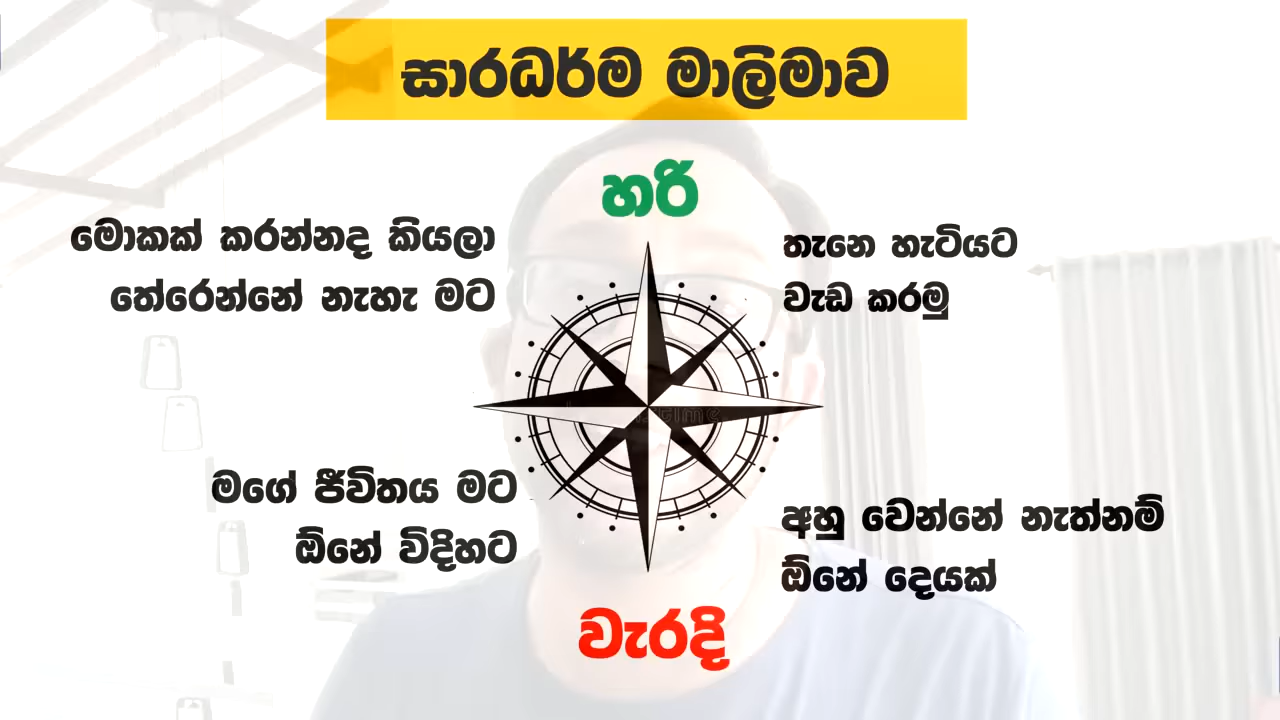 සාරධර්ම මාලිමාව
හරි
මොකක් කරන්නද කියලා
තේරෙන්නේ නැහැ මට
තැනෙ හැටියට
වැඩ කරමු
මගේ ජීවිතය මට
ඕනේ විදිහට
අහු වෙන්නේ නැත්නම්
ඕනේ දෙයක්
වැරදි